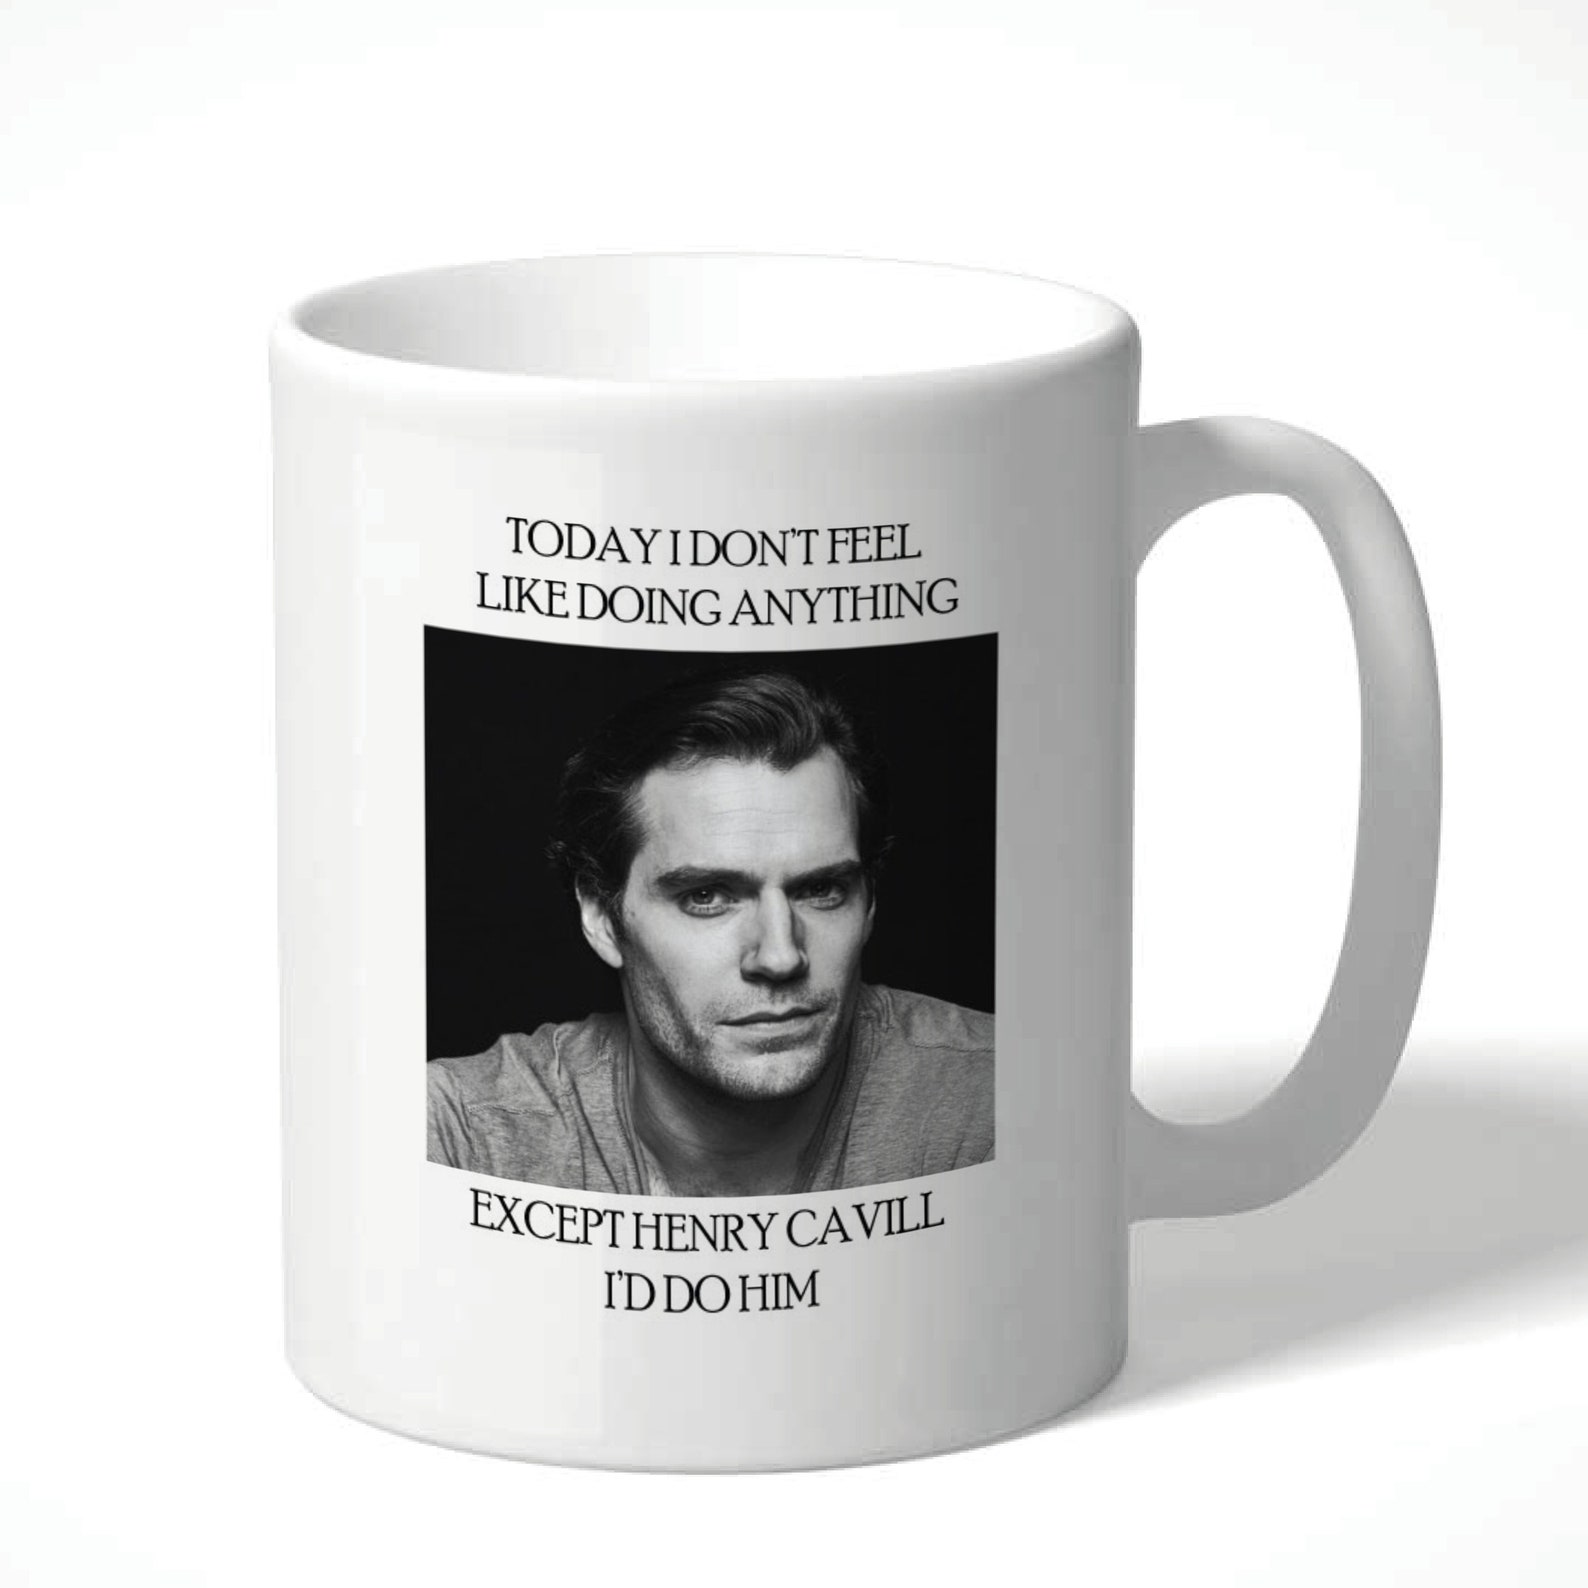 TODAY I DON'T FEEL
LIKE DOING ANYTHING
EXCEPT HENRY CAVILL
I'D DO HIM